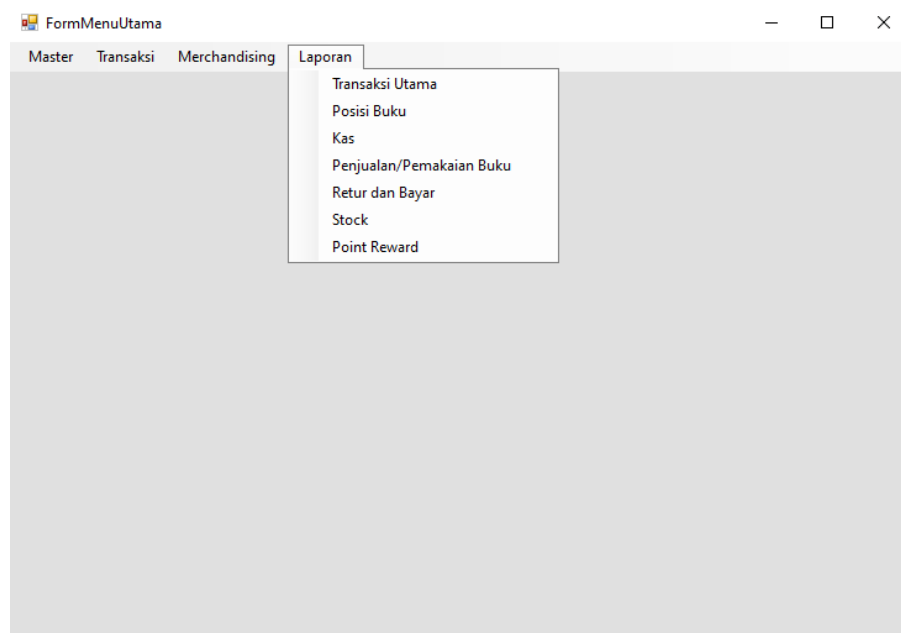 FormMenuUtama
Master Transaksi Merchandising Laporan
Transaksi Utama
Posisi Buku
Kas
Penjualan/Pemakaian Buku
Retur dan Bayar
Stock
Point Reward